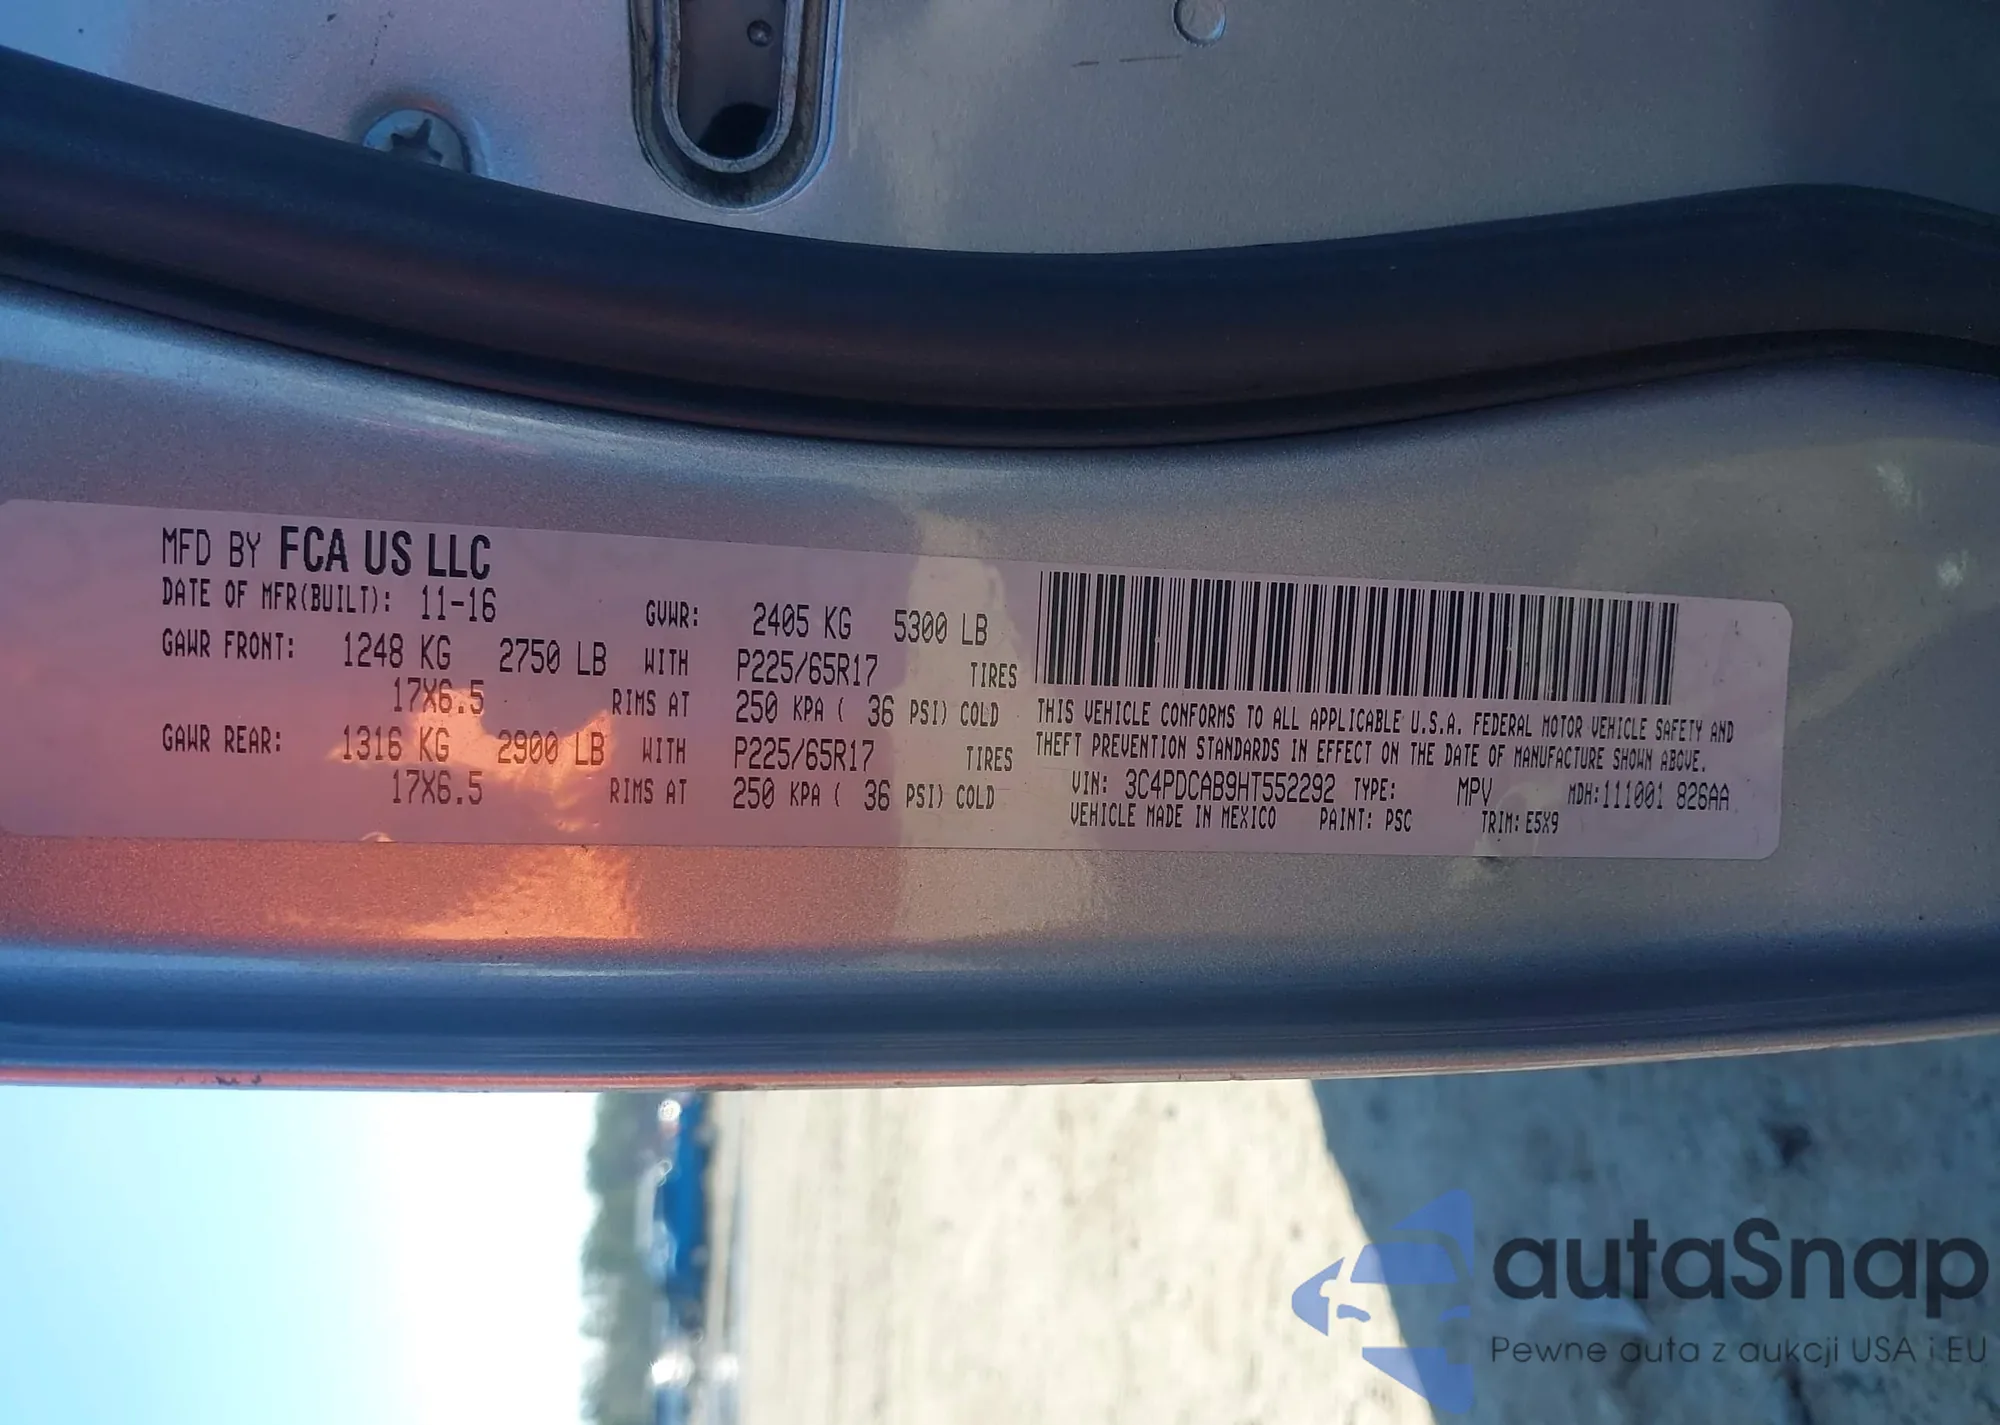 MFD BY FCA US LLC
DATE OF MFR(BUILT): 11-16 GVWR: 2405 KG 5300 LB
GAWR FRONT: 1248 KG 2750 LB WITH P225/65R17 TIRES
17X6.5 RIMS AT 250 KPA ( 36 PSI) COLD
GAWR REAR: 1316 KG 2900 LB WITH P225/65R17 TIRES
17X6.5 RIMS AT 250 KPA ( 36 PSI) COLD
THIS VEHICLE CONFORMS TO ALL APPLICABLE U.S.A. FEDERAL MOTOR VEHICLE SAFETY AND
THEFT PREVENTION STANDARDS IN EFFECT ON THE DATE OF MANUFACTURE SHOWN ABOVE.
VIN: 3C4PDCAB9HT552292 TYPE: MPV MDH:111001 826AA
VEHICLE MADE IN MEXICO PAINT: PSC TRIM: E5X9
autaSnap
Pewne auta z aukcji USA i EU